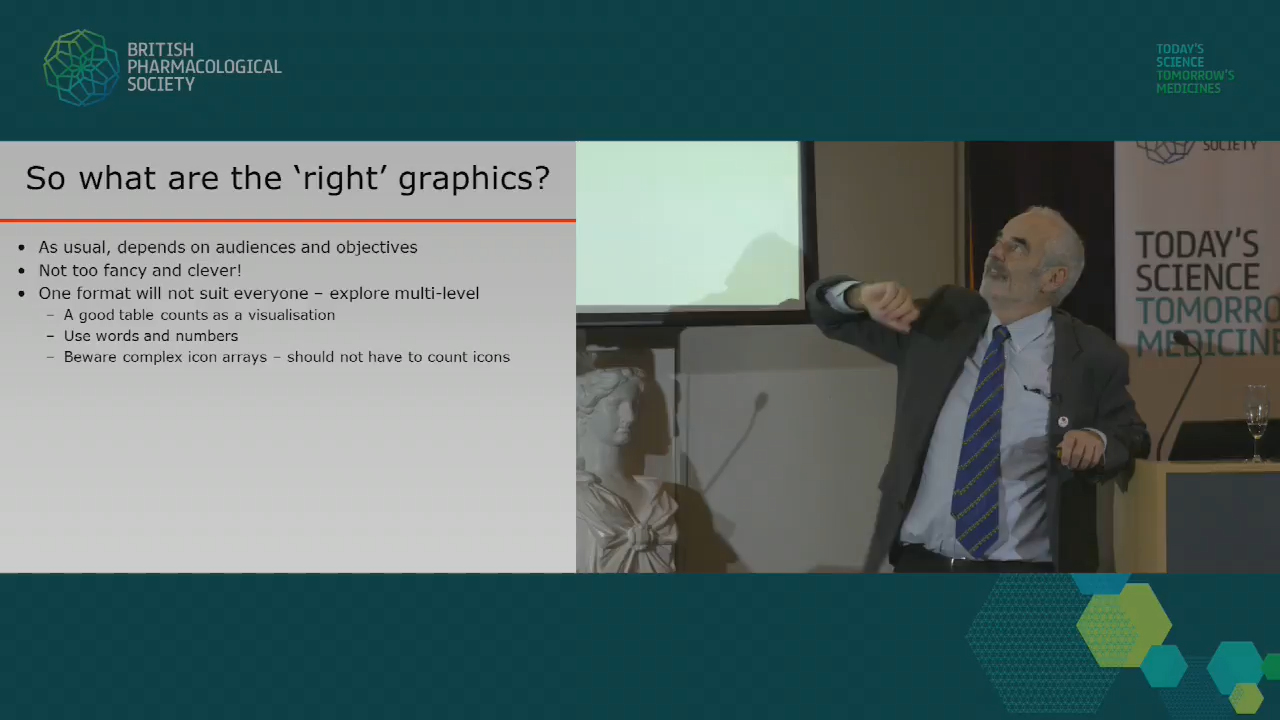 BRITISH
PHARMACOLOGICAL
SOCIETY
TODAY'S
SCIENCE
TOMORROW'S
MEDICINES
So what are the ‘right’ graphics?
• As usual, depends on audiences and objectives
• Not too fancy and clever!
• One format will not suit everyone – explore multi-level
– A good table counts as a visualisation
– Use words and numbers
– Beware complex icon arrays – should not have to count icons
SOCIETY
TODAY'S
SCIENCE
TOMORRO
MEDICINE